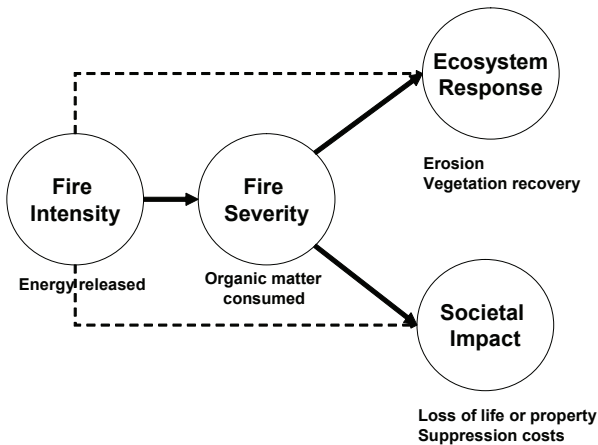 Ecosystem
Response
Erosion
Vegetation recovery
Fire
Intensity
Energy released
Fire
Severity
Organic matter
consumed
Societal
Impact
Loss of life or property
Suppression costs